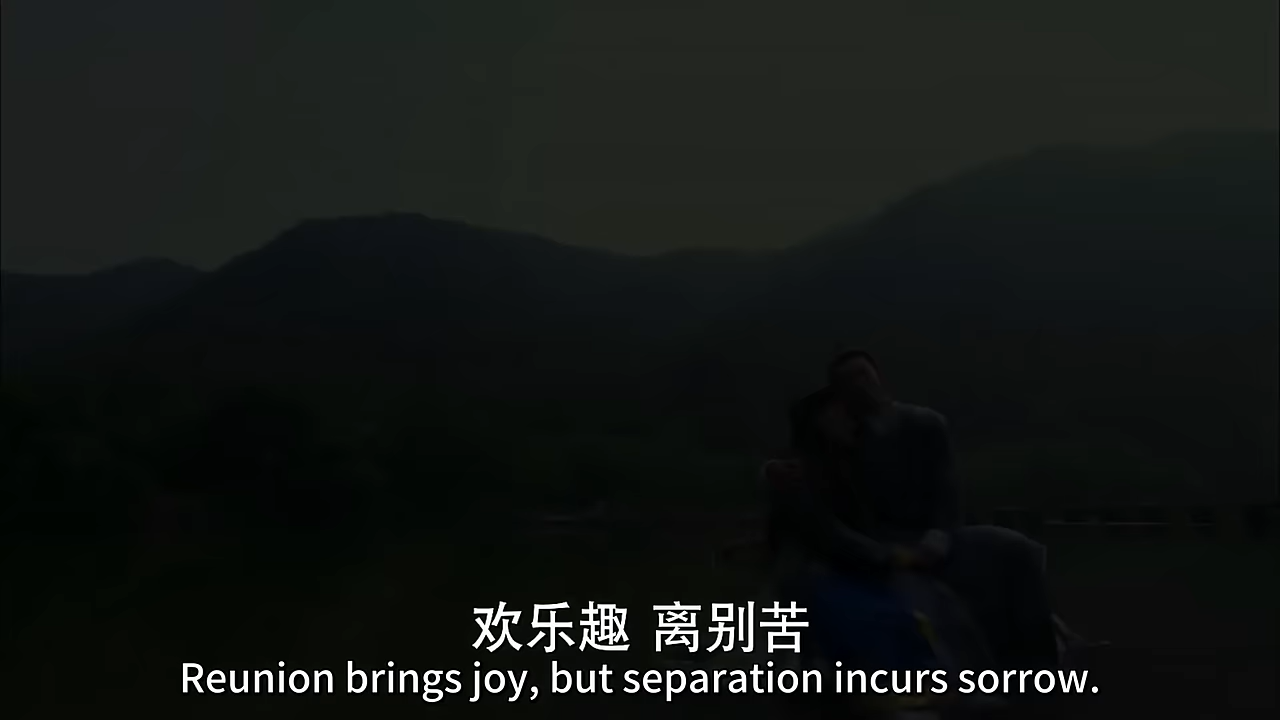 欢乐趣 离别苦
Reunion brings joy, but separation incurs sorrow.